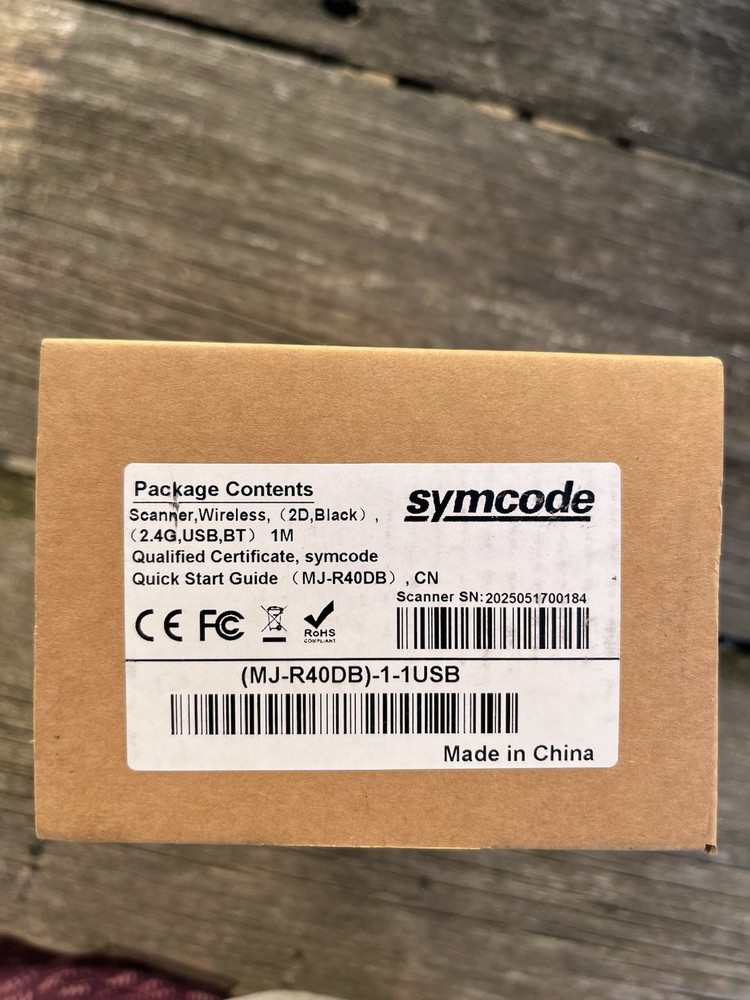 Package Contents
symcode
Scanner,Wireless,（2D,Black）,
（2.4G,USB,BT） 1M
Qualified Certificate, symcode
Quick Start Guide （MJ-R40DB）, CN
Scanner SN:2025051700184
CE FC RoHS
COMPLIANT
(MJ-R40DB)-1-1USB
Made in China